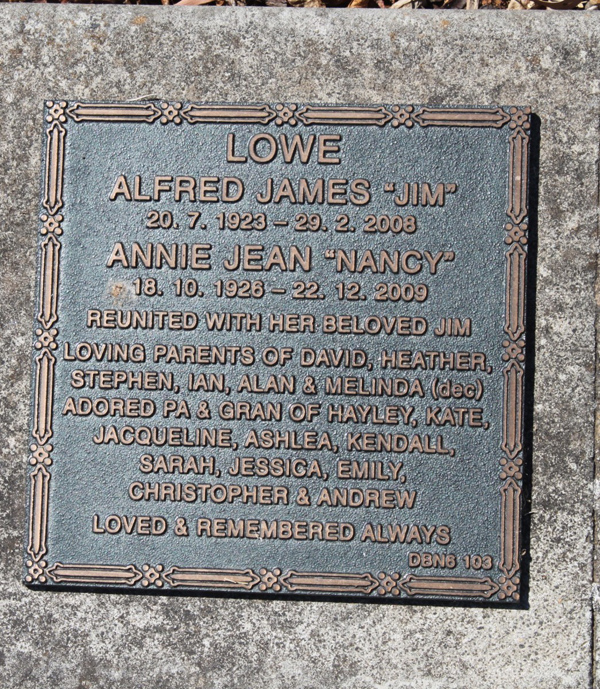 LOWE
ALFRED JAMES "JIM"
20. 7. 1923 – 29. 2. 2008
ANNIE JEAN "NANCY"
18. 10. 1926 – 22. 12. 2009
REUNITED WITH HER BELOVED JIM
LOVING PARENTS OF DAVID, HEATHER,
STEPHEN, IAN, ALAN & MELINDA (dec)
ADORED PA & GRAN OF HAYLEY, KATE,
JACQUELINE, ASHLEA, KENDALL,
SARAH, JESSICA, EMILY,
CHRISTOPHER & ANDREW
LOVED & REMEMBERED ALWAYS
DBN6 103